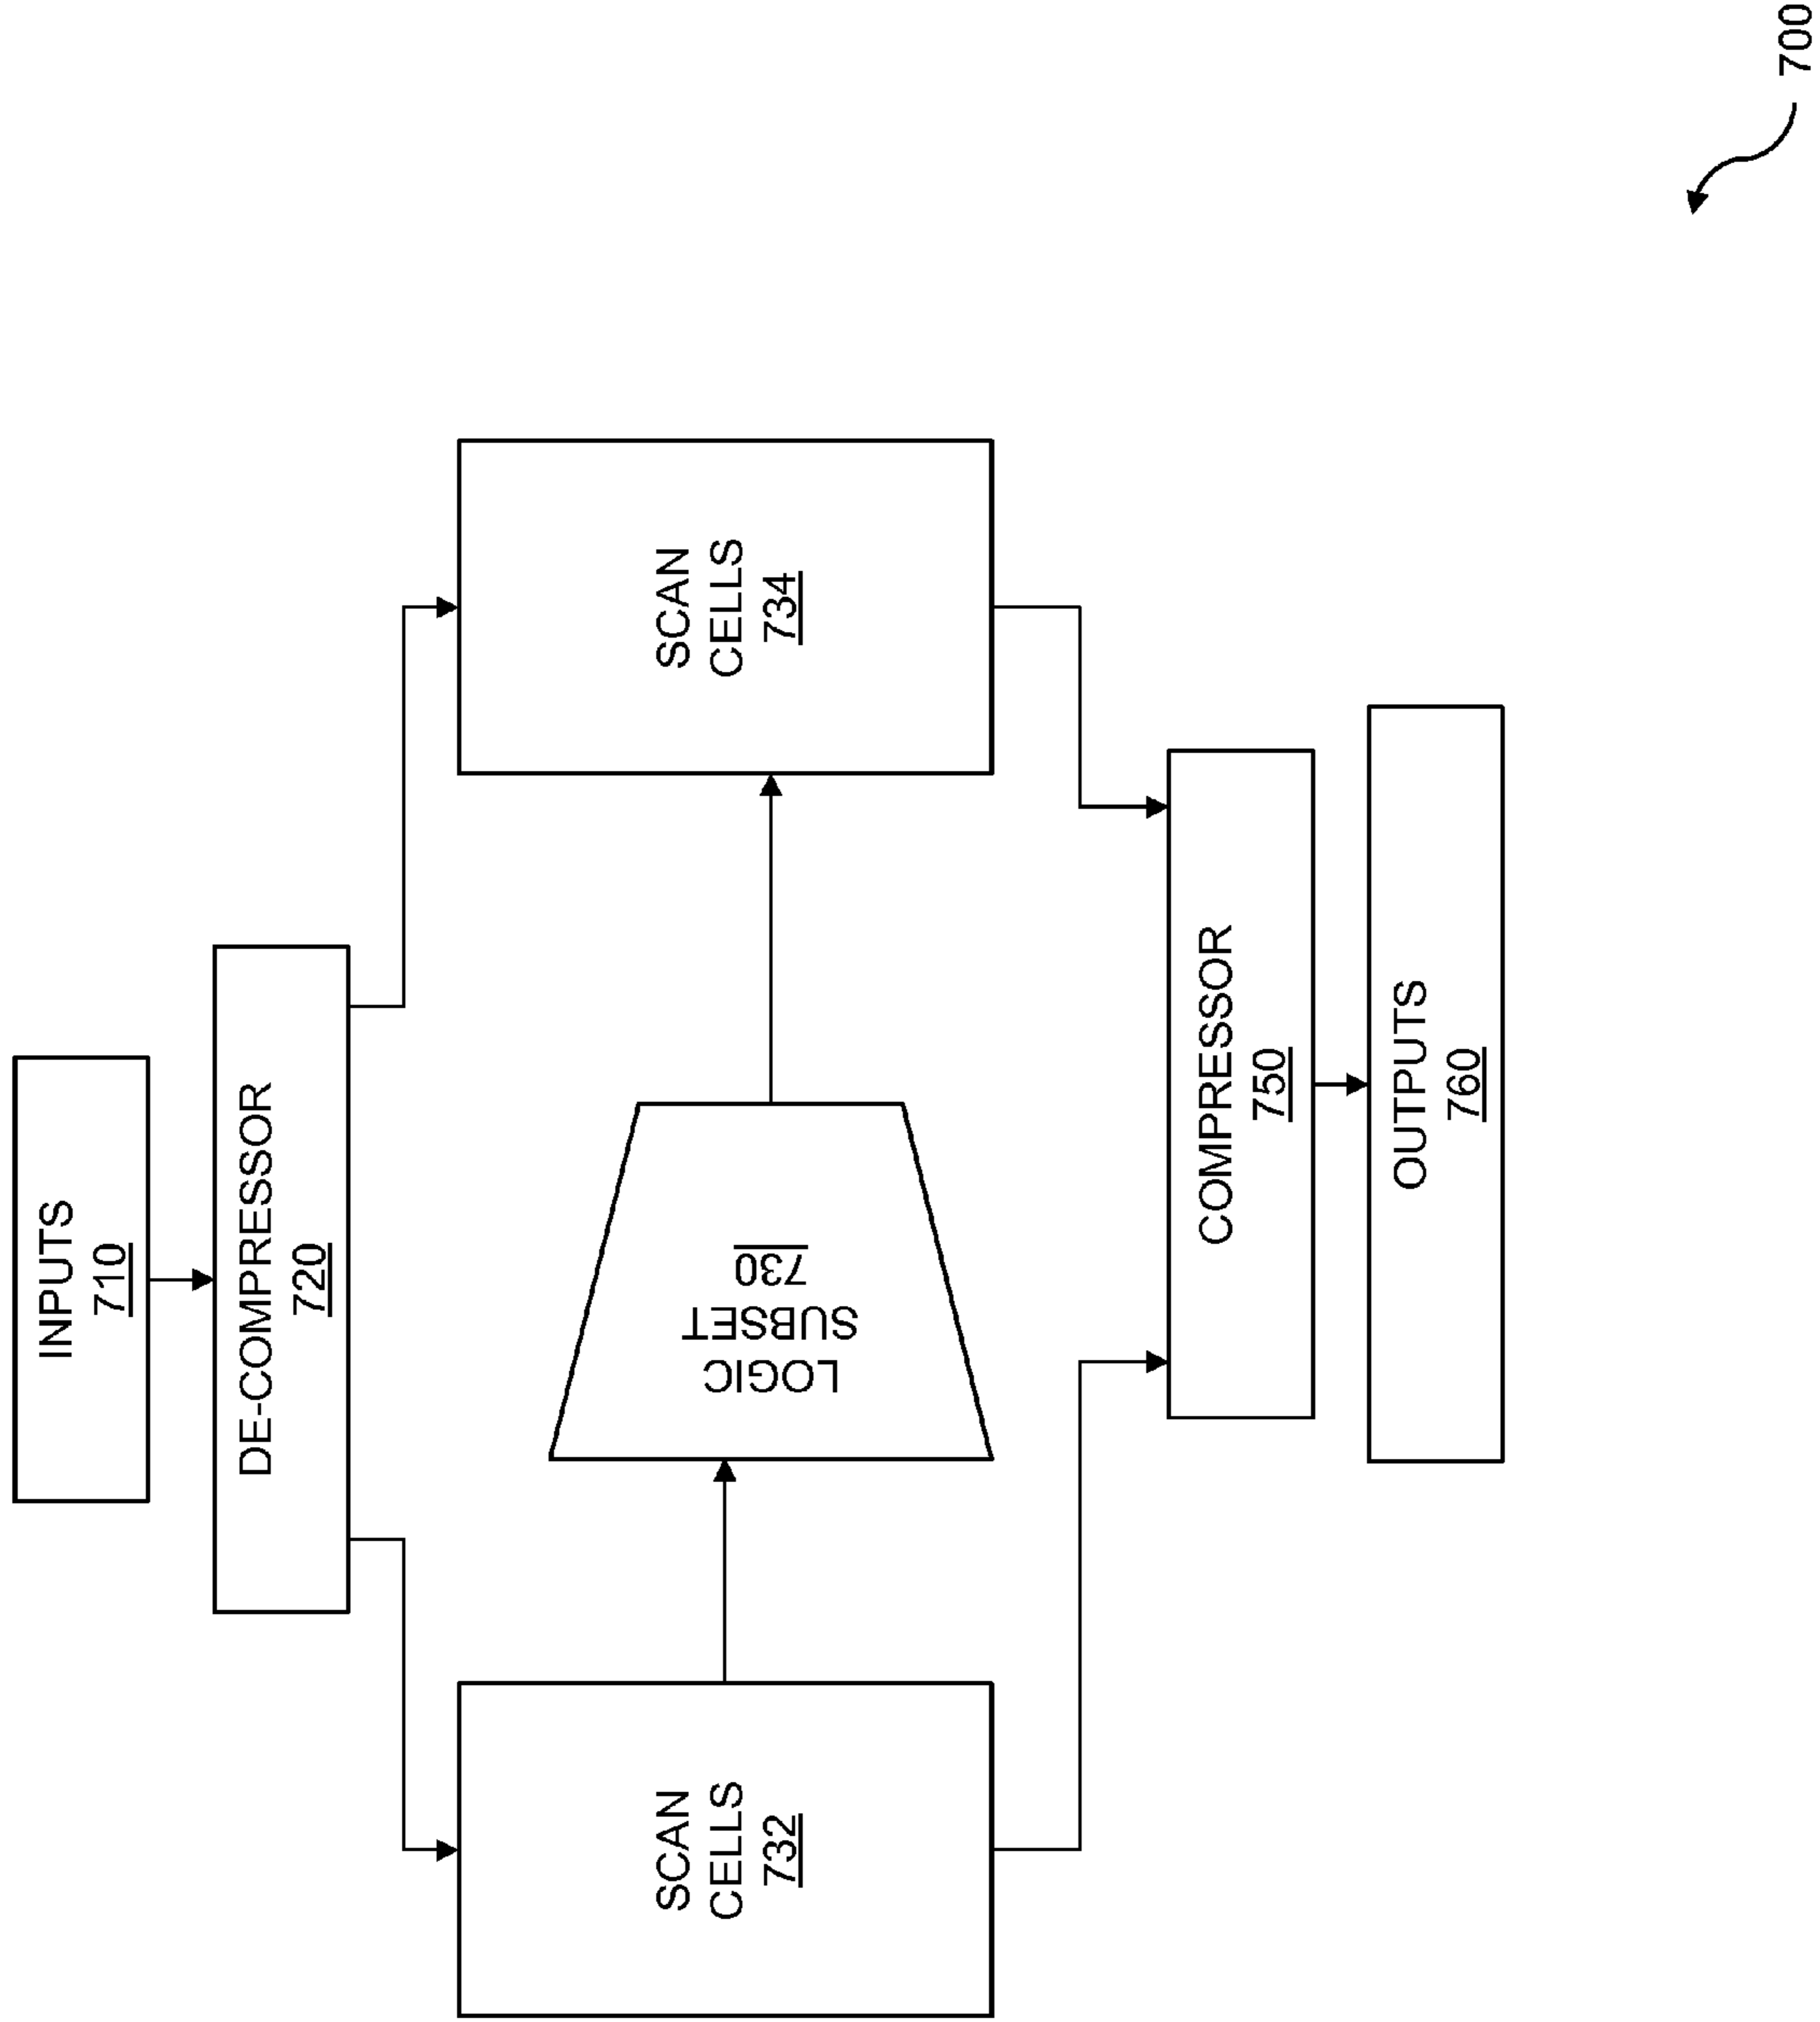 INPUTS
710
DE-COMPRESSOR
720
SCAN
CELLS
732
LOGIC
SUBSET
730
SCAN
CELLS
734
COMPRESSOR
750
OUTPUTS
760
700